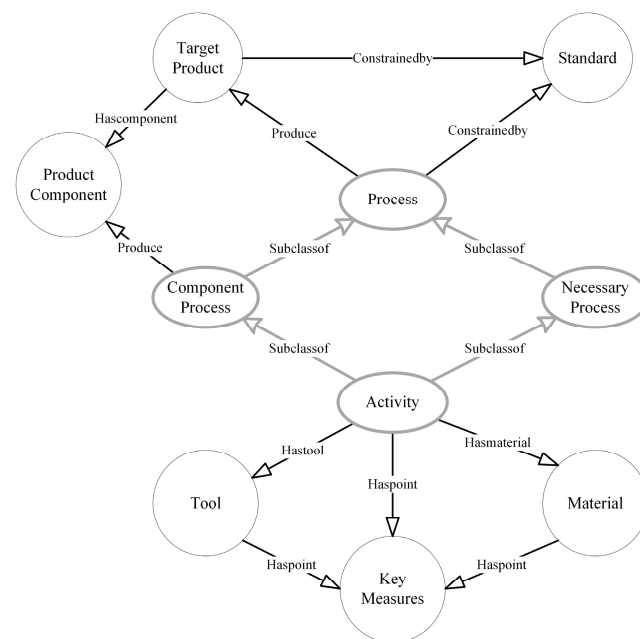 Target
Product
Constrainedby
Standard
Hascomponent
Produce
Constrainedby
Product
Component
Process
Produce
Subclassof
Subclassof
Component
Process
Necessary
Process
Subclassof
Subclassof
Activity
Hastool
Hasmaterial
Haspoint
Tool
Material
Haspoint
Haspoint
Key
Measures